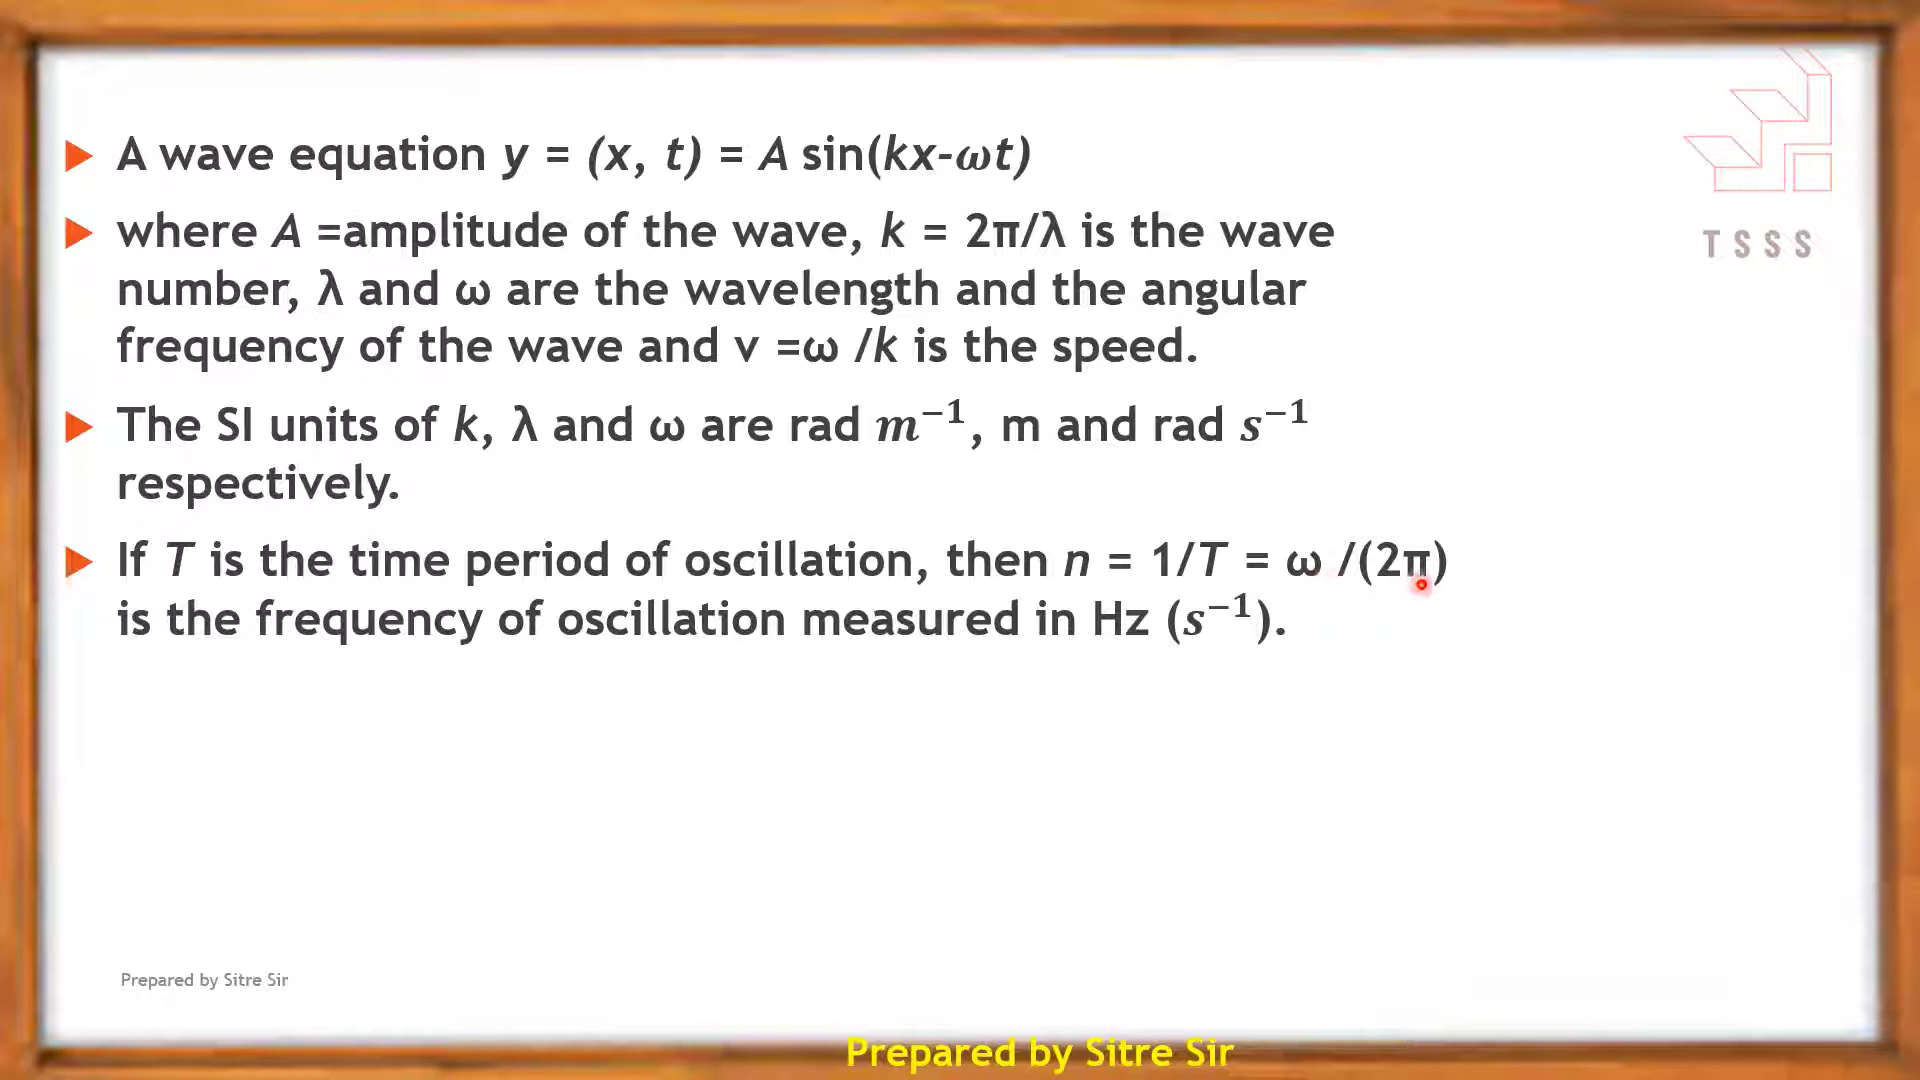 A wave equation y = (x, t) = A sin(kx-ωt)
where A =amplitude of the wave, k = 2π/λ is the wave
number, λ and ω are the wavelength and the angular
frequency of the wave and v =ω /k is the speed.
The SI units of k, λ and ω are rad m⁻¹, m and rad s⁻¹
respectively.
If T is the time period of oscillation, then n = 1/T = ω /(2π)
is the frequency of oscillation measured in Hz (s⁻¹).
TSSS
Prepared by Sitre Sir
Prepared by Sitre Sir